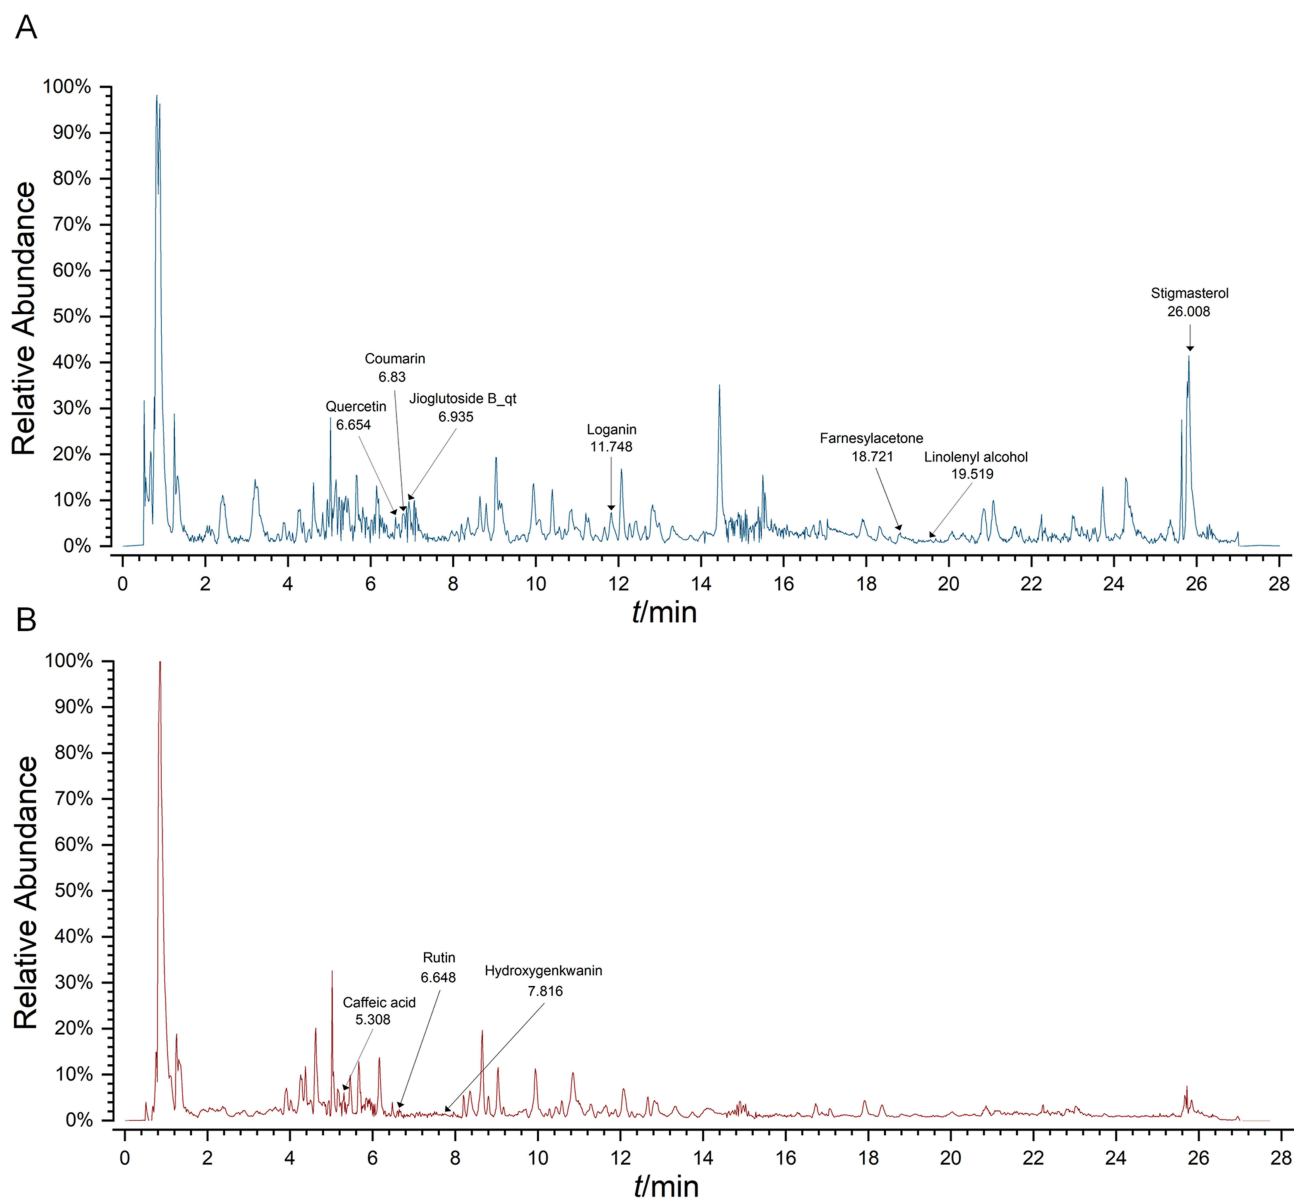 A
Relative Abundance
100%
90%
80%
70%
60%
50%
40%
30%
20%
10%
0%
Quercetin
6.654
Coumarin
6.83
Jioglutoside B_qt
6.935
Loganin
11.748
Farnesylacetone
18.721
Linolenyl alcohol
19.519
Stigmasterol
26.008
0 2 4 6 8 10 12 14 16 18 20 22 24 26 28
t/min
B
Relative Abundance
100%
90%
80%
70%
60%
50%
40%
30%
20%
10%
0%
Caffeic acid
5.308
Rutin
6.648
Hydroxygenkwanin
7.816
0 2 4 6 8 10 12 14 16 18 20 22 24 26 28
t/min